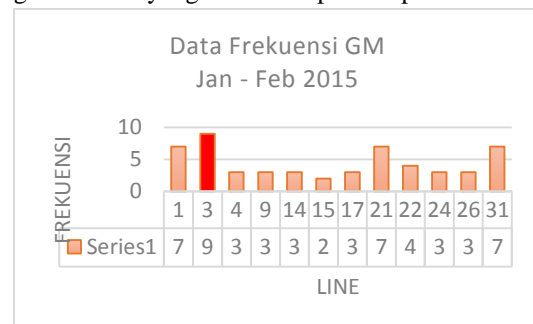 Data Frekuensi GM
Jan - Feb 2015
FREKUENSI
10
5
0
1 3 4 9 14 15 17 21 22 24 26 31
Series1 7 9 3 3 3 2 3 7 4 3 3 7
LINE